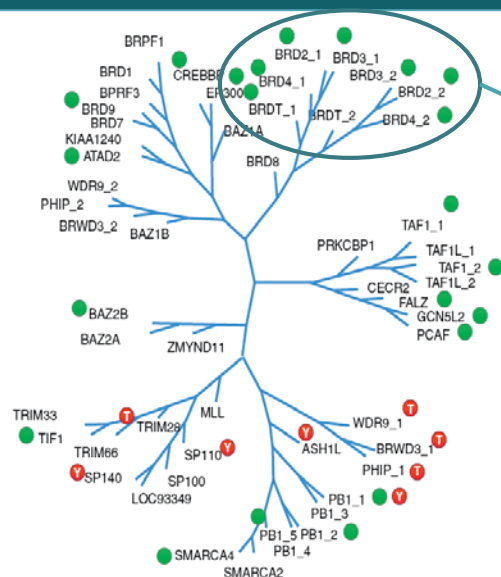 BRPF1
BRD1
CREBBP
BRD2_1
BRD3_1
BPRF3
EP300
BRD4_1
BRD3_2
BRD9
BRDT_1
BRD2_2
BRD7
BAZ1A
BRDT_2
BRD4_2
KIAA1240
ATAD2
BRD8
WDR9_2
PHIP_2
BRWD3_2
BAZ1B
TAF1_1
PRKCBP1
TAF1L_1
TAF1_2
TAF1L_2
CECR2
FALZ
GCN5L2
PCAF
BAZ2B
BAZ2A
ZMYND11
TRIM33
T
TRIM28
MLL
WDR9_1
T
TIF1
TRIM66
SP110
Y
Y
ASH1L
BRWD3_1
T
Y
SP140
SP100
PHIP_1
T
LOC93349
PB1_1
Y
PB1_3
PB1_5
PB1_2
PB1_4
SMARCA4
SMARCA2